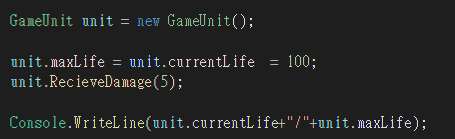 GameUnit unit = new GameUnit();
unit.maxLife = unit.currentLife  = 100;
unit.RecieveDamage(5);
Console.WriteLine(unit.currentLife+"/"+unit.maxLife);